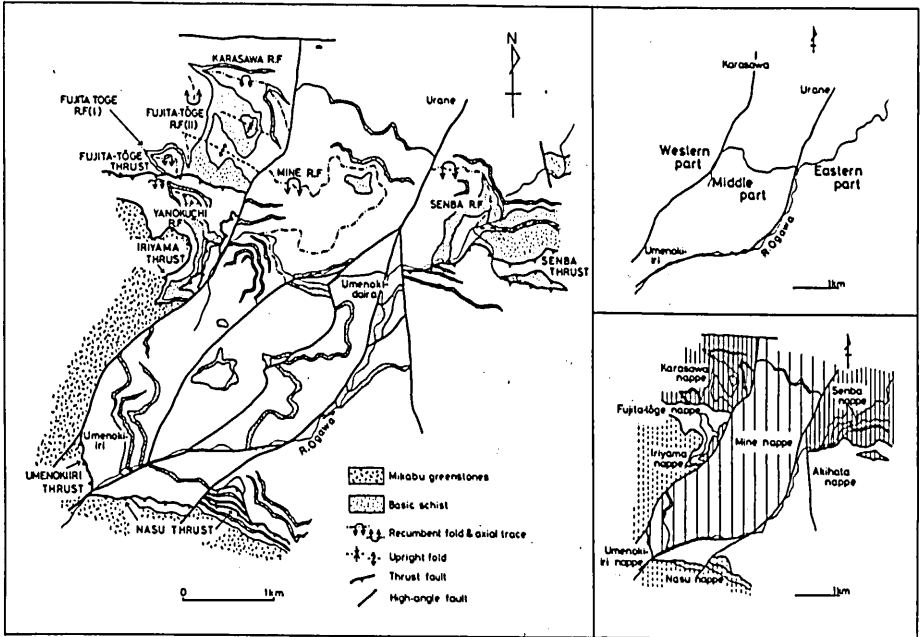 KARASAWA R.F
FUJITA TOGE
R.F(I)
FUJITA-TÔGE
R.F(II)
FUJITA-TÔGE
THRUST
YANOKUCHI
R.F
IRIYAMA
THRUST
MINE R.F
Urane
N
SENBA R.F
SENBA
THRUST
Umenoki-
daira
Umenoki-
iri
UMENOKIIRI
THRUST
NASU THRUST
R.Ogawa
Mikabu greenstones
Basic schist
Recumbent fold & axial trace
Upright fold
Thrust fault
High-angle fault
0 1km
Karasawa
Urane
Western
part
Middle
part
Eastern
part
Umenoki-
iri
R.Ogawa
1km
Karasawa
nappe
Fujita-tôge nappe
Iriyama
nappe
Mine nappe
Senba
nappe
Akihata
nappe
Umenoki-
iri nappe
Nasu nappe
1km